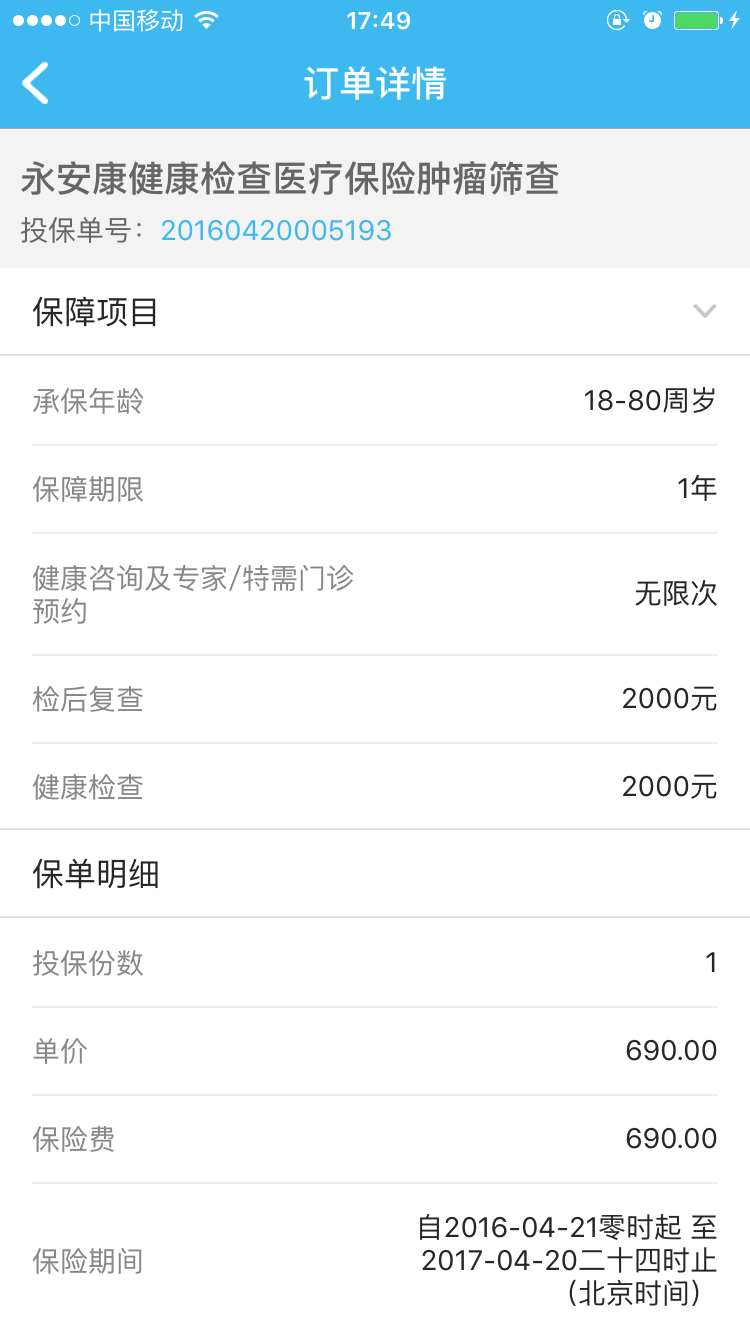 中国移动 17:49
订单详情
永安康健康检查医疗保险肿瘤筛查
投保单号：20160420005193
保障项目
承保年龄 18-80周岁
保障期限 1年
健康咨询及专家/特需门诊
预约 无限次
检后复查 2000元
健康检查 2000元
保单明细
投保份数 1
单价 690.00
保险费 690.00
保险期间 自2016-04-21零时起 至
2017-04-20二十四时止
（北京时间）